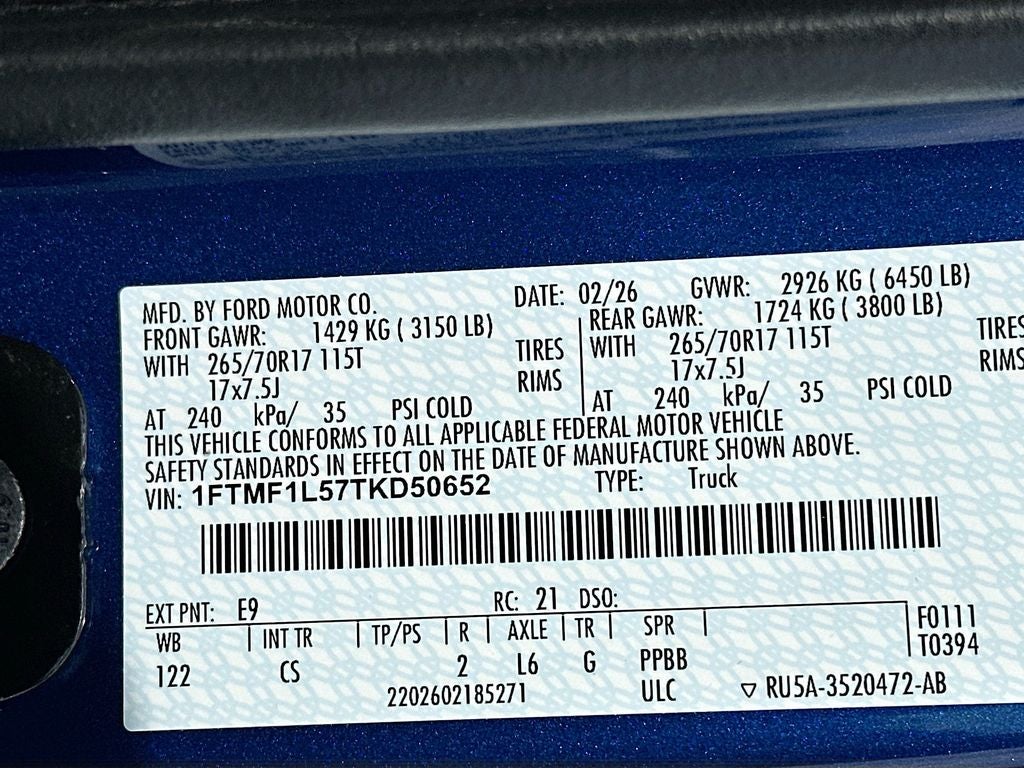 MFD. BY FORD MOTOR CO. DATE: 02/26 GVWR: 2926 KG ( 6450 LB)
FRONT GAWR: 1429 KG ( 3150 LB) REAR GAWR: 1724 KG ( 3800 LB)
WITH 265/70R17 115T TIRES WITH 265/70R17 115T TIRES
17x7.5J RIMS 17x7.5J RIMS
AT 240 kPa/ 35 PSI COLD AT 240 kPa/ 35 PSI COLD
THIS VEHICLE CONFORMS TO ALL APPLICABLE FEDERAL MOTOR VEHICLE
SAFETY STANDARDS IN EFFECT ON THE DATE OF MANUFACTURE SHOWN ABOVE.
VIN: 1FTMF1L57TKD50652 TYPE: Truck
EXT PNT: E9 RC: 21 DSO:
WB INT TR TP/PS R AXLE TR SPR F0111
122 CS 2 L6 G PPBB T0394
2202602185271 ULC ▽ RU5A-3520472-AB